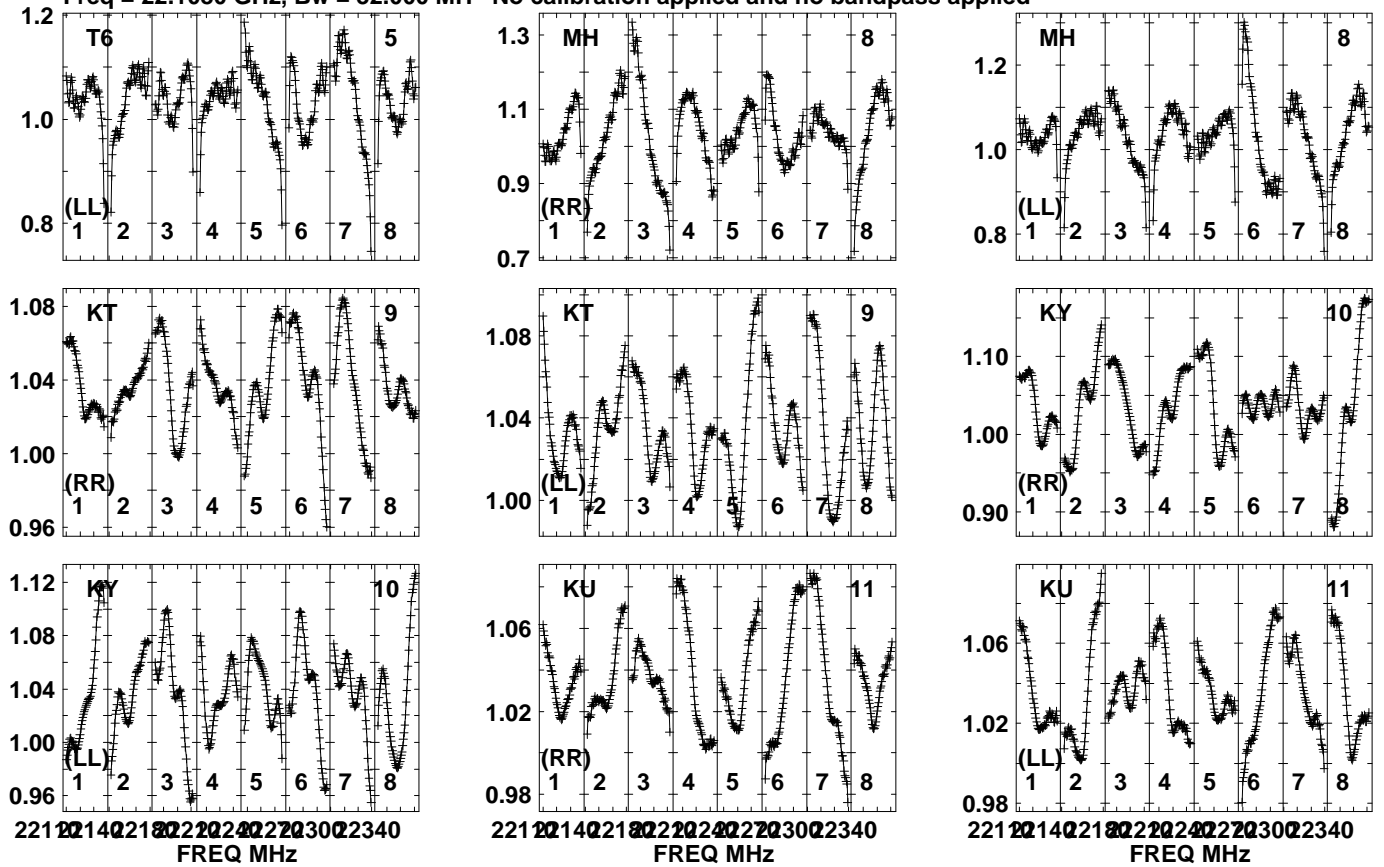 Bw = 32.000 MH No calibration applied and no bandpass applied
1.2 T6 5
1.0
0.8 (LL) 1 2 3 4 5 6 7 8
1.3 MH 8
1.1
0.9 (RR)
0.7 1 2 3 4 5 6 7 8
1.2 MH 8
1.0
0.8 (LL) 1 2 3 4 5 6 7 8
1.08 KT 9
1.04
1.00 (RR)
0.96 1 2 3 4 5 6 7 8
1.08 KT 9
1.04
1.00 (LL) 1 2 3 4 5 6 7 8
1.10 KY 10
1.00
0.90 (RR) 1 2 3 4 5 6 7 8
1.12 KY 10
1.08
1.04
1.00 (LL)
0.96 1 2 3 4 5 6 7 8
1.06 KU 11
1.02
0.98 (RR) 1 2 3 4 5 6 7 8
1.06 KU 11
1.02
0.98 (LL) 1 2 3 4 5 6 7 8
22340
FREQ MHz
22300 22340
FREQ MHz
22300 22340
FREQ MHz